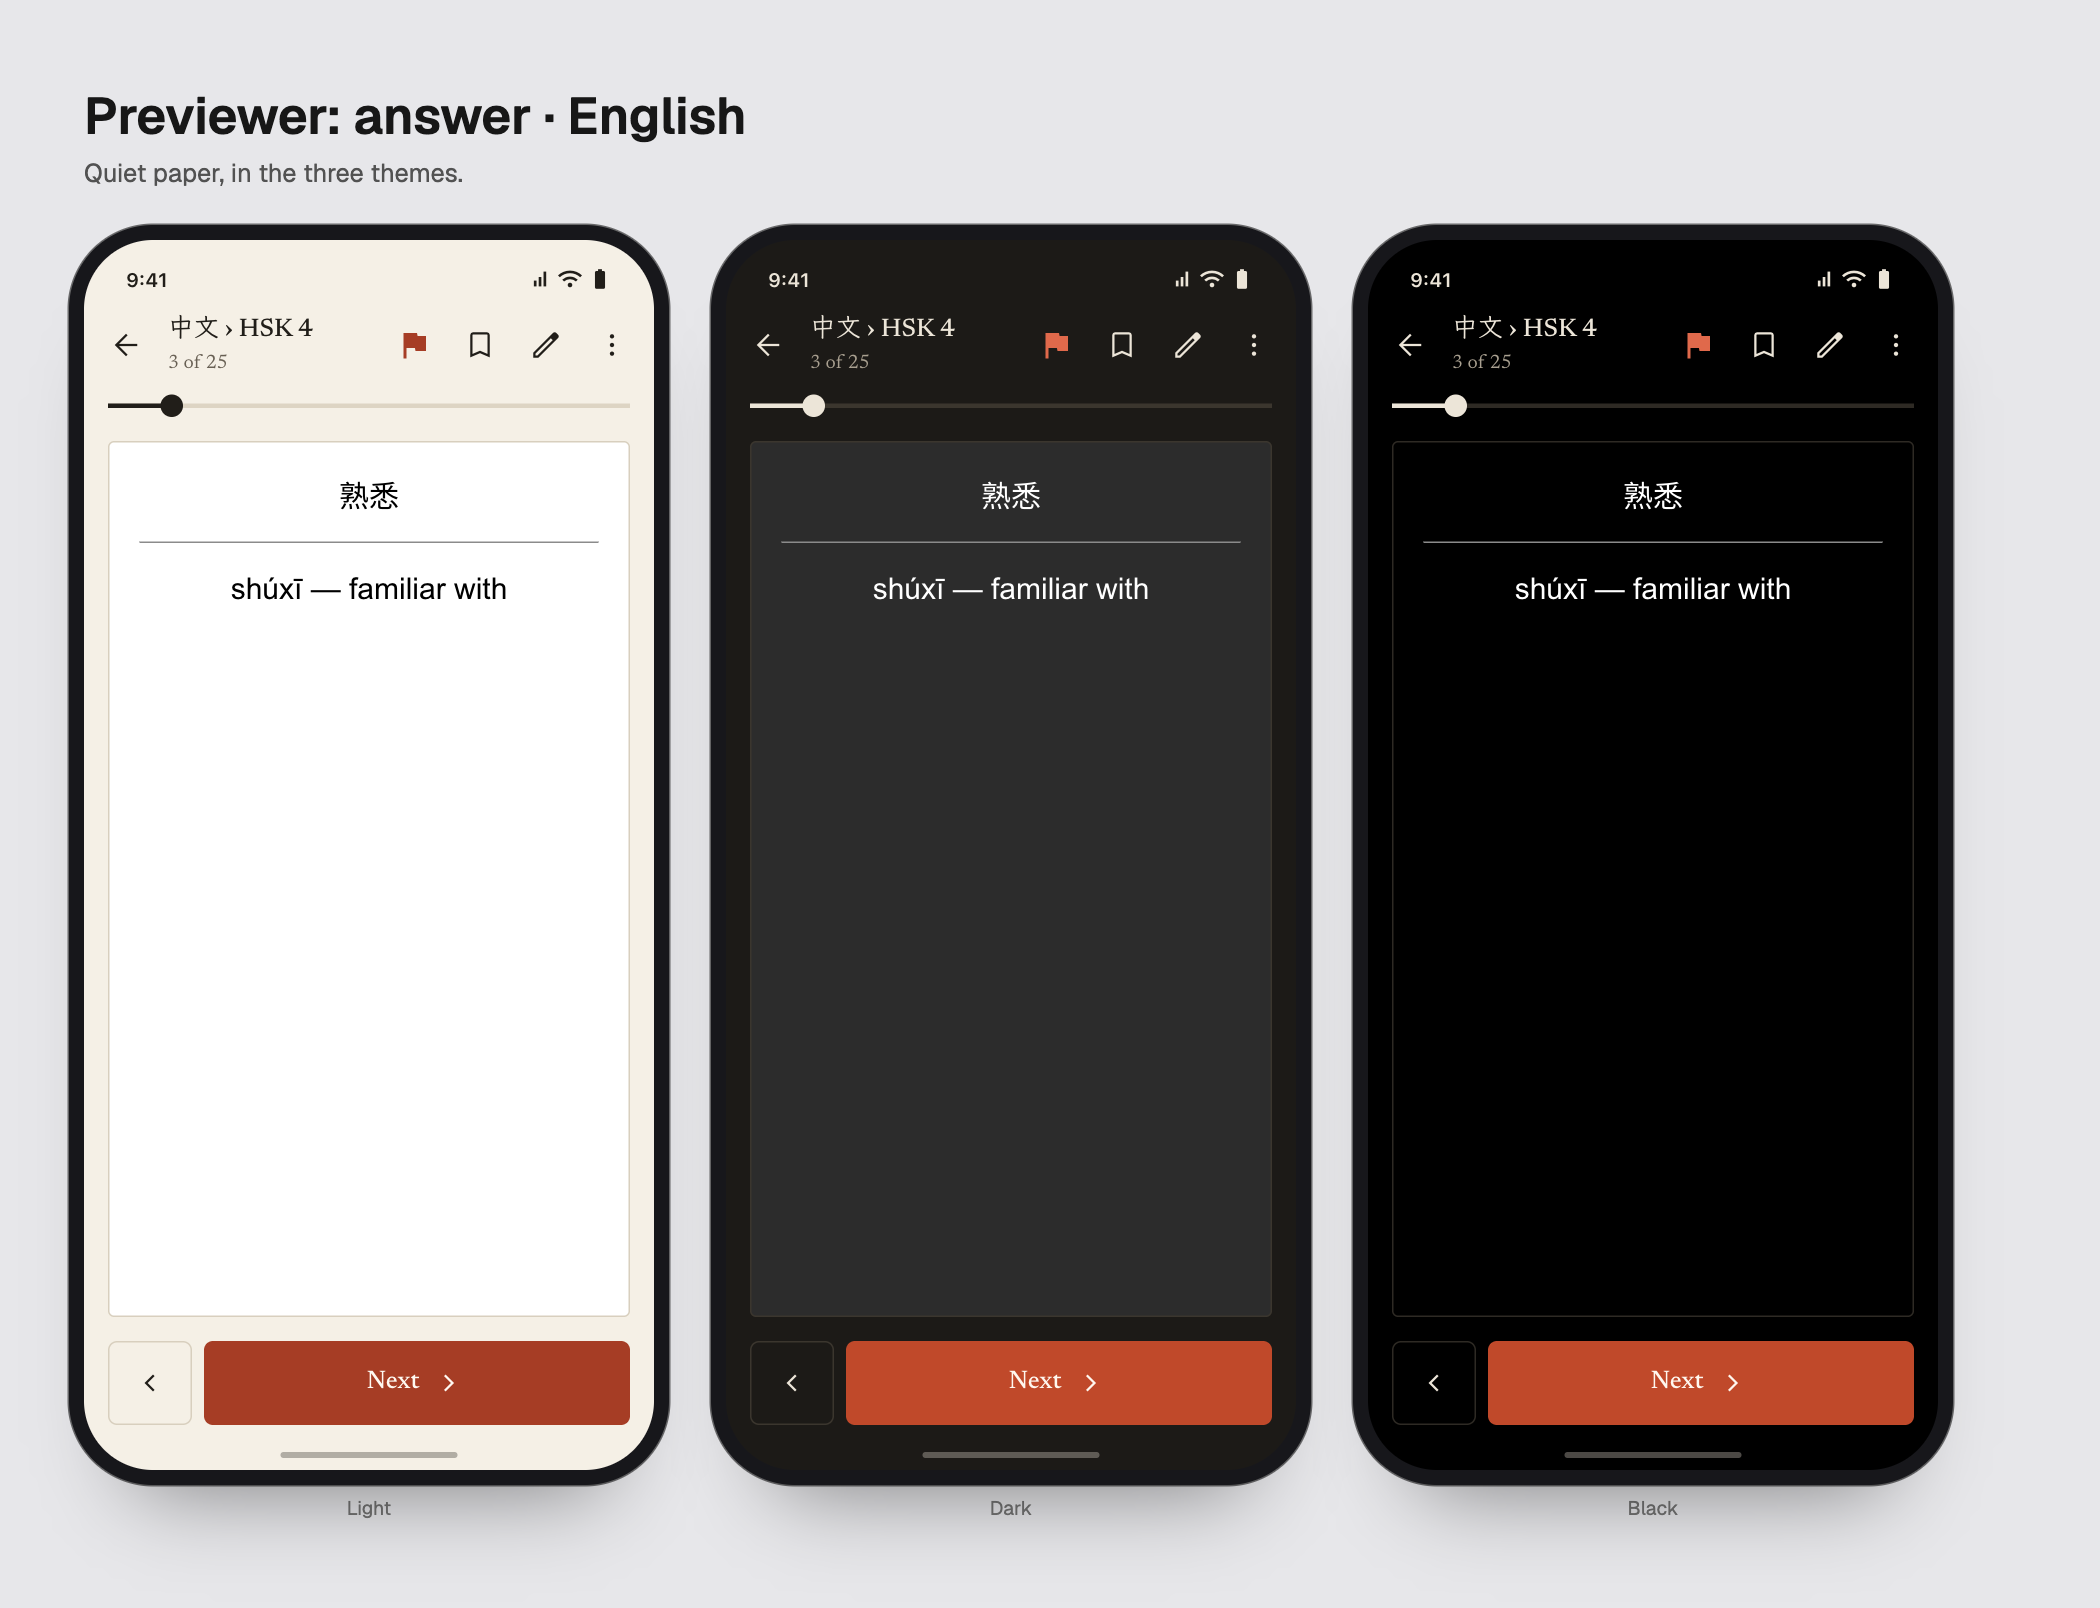 Previewer: answer · English
Quiet paper, in the three themes.
9:41
中文 › HSK 4
3 of 25
熟悉
shúxī — familiar with
Next
Light
9:41
中文 › HSK 4
3 of 25
熟悉
shúxī — familiar with
Next
Dark
9:41
中文 › HSK 4
3 of 25
熟悉
shúxī — familiar with
Next
Black